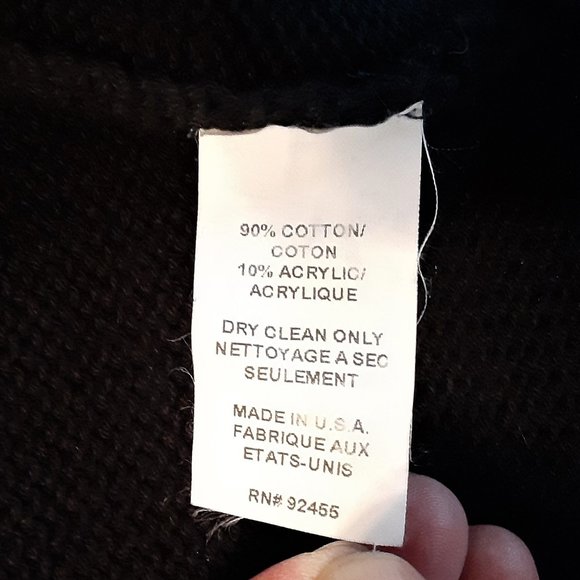 90% COTTON/
COTON
10% ACRYLIC/
ACRYLIQUE
DRY CLEAN ONLY
NETTOYAGE A SEC
SEULEMENT
MADE IN U.S.A.
FABRIQUE AUX
ETATS-UNIS
RN# 92455